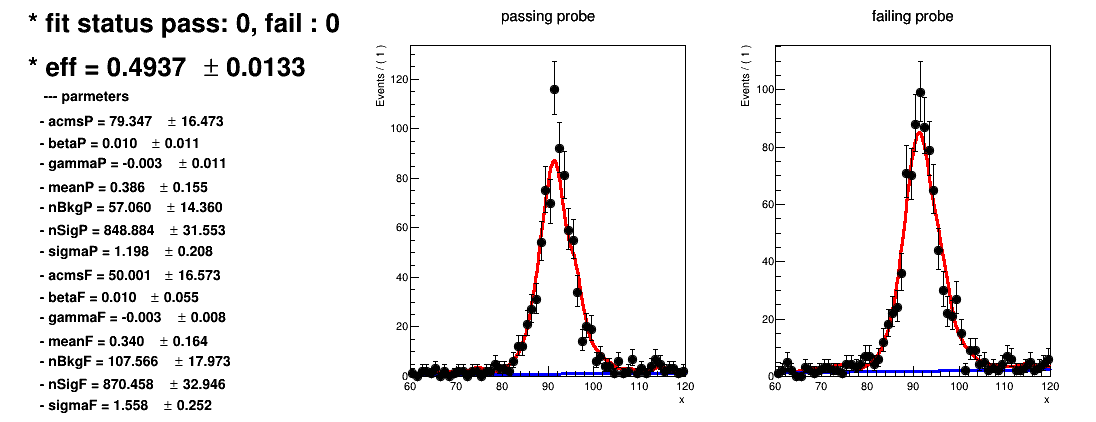 * fit status pass: 0, fail : 0
* eff = 0.4937 ± 0.0133
--- parmeters
- acmsP = 79.347 ± 16.473
- betaP = 0.010 ± 0.011
- gammaP = -0.003 ± 0.011
- meanP = 0.386 ± 0.155
- nBkgP = 57.060 ± 14.360
- nSigP = 848.884 ± 31.553
- sigmaP = 1.198 ± 0.208
- acmsF = 50.001 ± 16.573
- betaF = 0.010 ± 0.055
- gammaF = -0.003 ± 0.008
- meanF = 0.340 ± 0.164
- nBkgF = 107.566 ± 17.973
- nSigF = 870.458 ± 32.946
- sigmaF = 1.558 ± 0.252
passing probe
Events / ( 1 )
120
100
80
60
40
20
0
60 70 80 90 100 110 120
x
failing probe
Events / ( 1 )
100
80
60
40
20
0
60 70 80 90 100 110 120
x